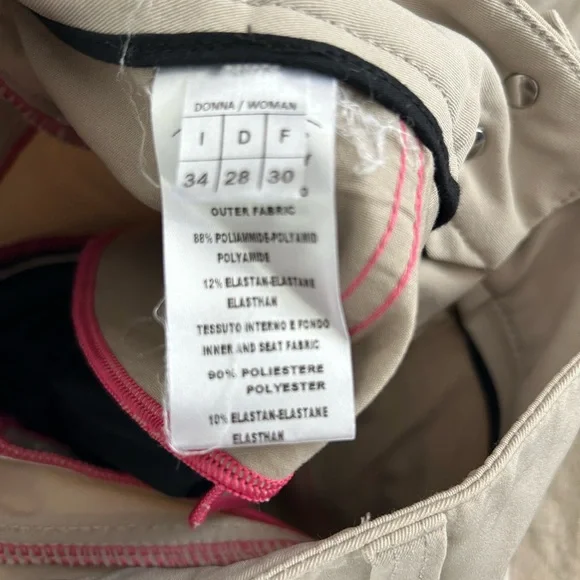 DONNA / WOMAN
I D F
34 28 30
OUTER FABRIC
88% POLIAMMIDE-POLYAMID
POLYAMIDE
12% ELASTAN-ELASTANE
ELASTHAN
TESSUTO INTERNO E FONDO
INNER AND SEAT FABRIC
90% POLIESTERE
POLYESTER
10% ELASTAN-ELASTANE
ELASTHAN